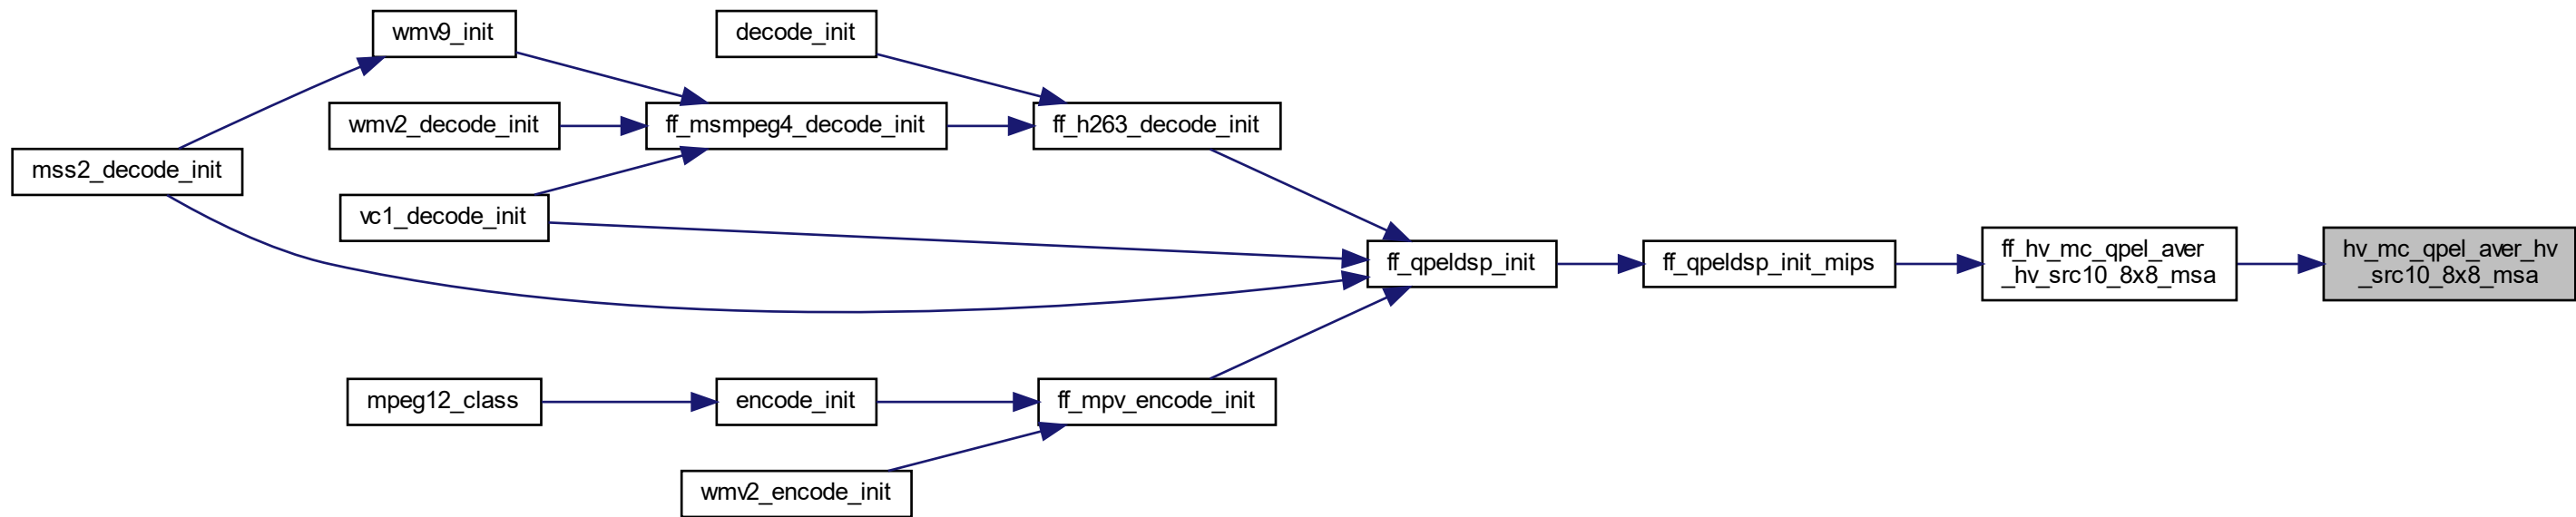 wmv9_init
decode_init
wmv2_decode_init
ff_msmpeg4_decode_init
ff_h263_decode_init
mss2_decode_init
vc1_decode_init
ff_qpeldsp_init
ff_qpeldsp_init_mips
ff_hv_mc_qpel_aver
_hv_src10_8x8_msa
hv_mc_qpel_aver_hv
_src10_8x8_msa
mpeg12_class
encode_init
ff_mpv_encode_init
wmv2_encode_init